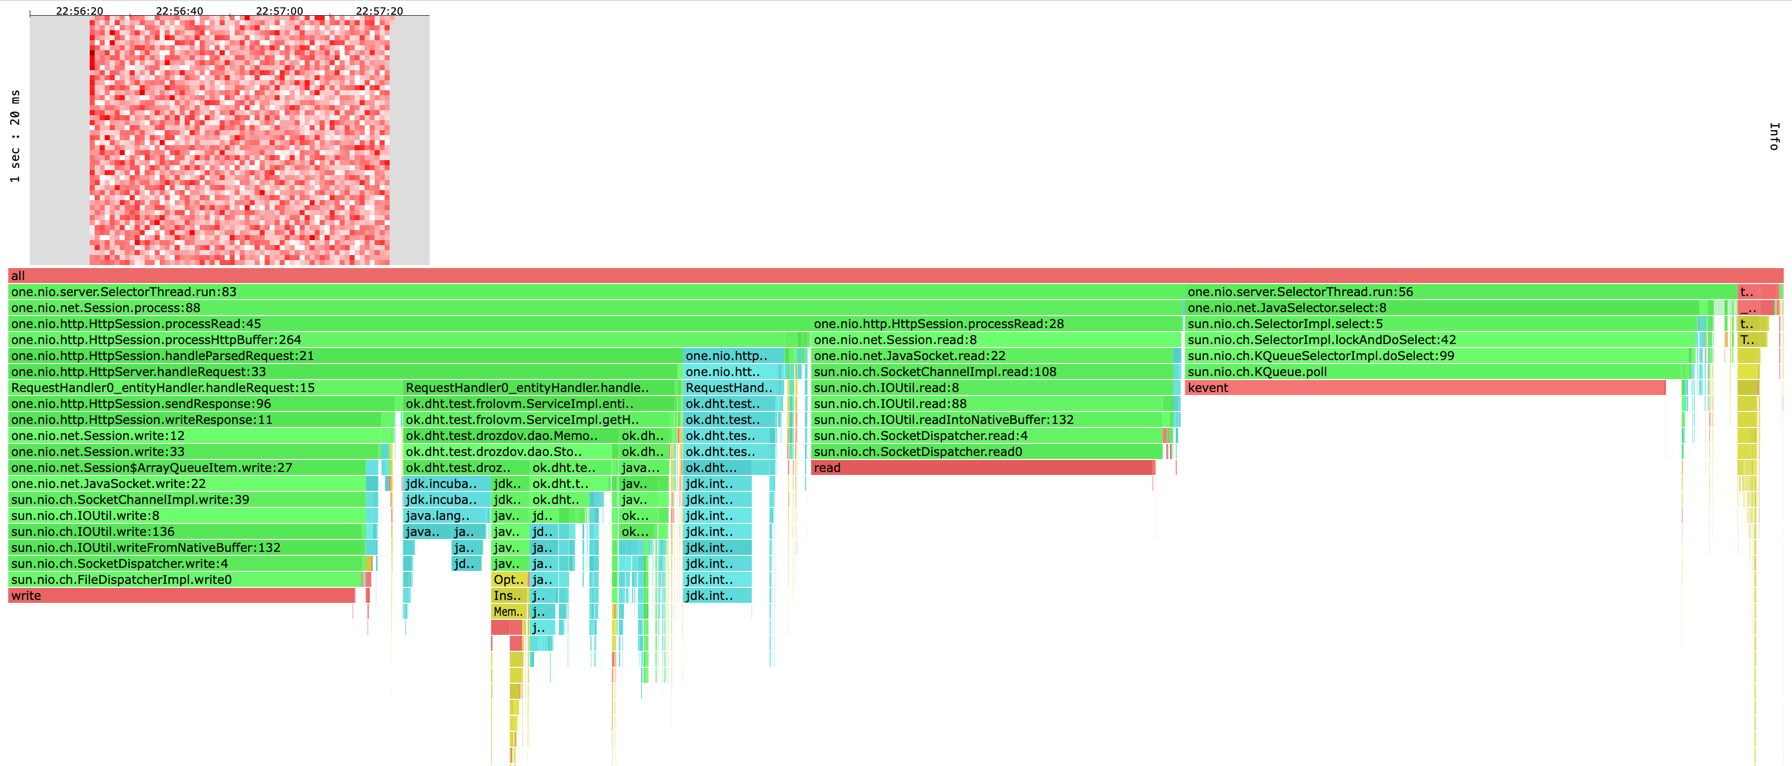 22:56:20 22:56:40 22:57:00 22:57:20
1 sec : 20 ms
Info
all
one.nio.server.SelectorThread.run:83 one.nio.server.SelectorThread.run:56 t..
one.nio.net.Session.process:88 one.nio.net.JavaSelector.select:8 _..
one.nio.http.HttpSession.processRead:45 one.nio.http.HttpSession.processRead:28 sun.nio.ch.SelectorImpl.select:5 t..
one.nio.http.HttpSession.processHttpBuffer:264 one.nio.net.Session.read:8 sun.nio.ch.SelectorImpl.lockAndDoSelect:42 T..
one.nio.http.HttpSession.handleParsedRequest:21 one.nio.http.. one.nio.net.JavaSocket.read:22 sun.nio.ch.KQueueSelectorImpl.doSelect:99
one.nio.http.HttpServer.handleRequest:33 one.nio.htt.. sun.nio.ch.SocketChannelImpl.read:108 sun.nio.ch.KQueue.poll
RequestHandler0_entityHandler.handleRequest:15 RequestHandler0_entityHandler.handle.. RequestHand.. sun.nio.ch.IOUtil.read:8 kevent
one.nio.http.HttpSession.sendResponse:96 ok.dht.test.frolovm.ServiceImpl.enti.. ok.dht.test.. sun.nio.ch.IOUtil.read:88
one.nio.http.HttpSession.writeResponse:11 ok.dht.test.frolovm.ServiceImpl.getH.. ok.dht.test.. sun.nio.ch.IOUtil.readIntoNativeBuffer:132
one.nio.net.Session.write:12 ok.dht.test.drozdov.dao.Memo.. ok.dh.. ok.dht.tes.. sun.nio.ch.SocketDispatcher.read:4
one.nio.net.Session.write:33 ok.dht.test.drozdov.dao.Sto.. ok.dh.. ok.dht.tes.. sun.nio.ch.SocketDispatcher.read0
one.nio.net.Session$ArrayQueueItem.write:27 ok.dht.test.droz.. ok.dht.te.. java... ok.dht... read
one.nio.net.JavaSocket.write:22 jdk.incuba.. jdk.. ok.dht.t.. jav.. jdk.int..
sun.nio.ch.SocketChannelImpl.write:39 jdk.incuba.. jdk.. ok.dht.. jav.. jdk.int..
sun.nio.ch.IOUtil.write:8 java.lang.. jav.. jd.. ok... jdk.int..
sun.nio.ch.IOUtil.write:136 java.. ja.. jav.. jd.. ok... jdk.int..
sun.nio.ch.IOUtil.writeFromNativeBuffer:132 ja.. jav.. ja.. jdk.int..
sun.nio.ch.SocketDispatcher.write:4 jd.. jav.. ja.. jdk.int..
sun.nio.ch.FileDispatcherImpl.write0 Opt.. ja.. jdk.int..
write Ins.. j.. jdk.int..
Mem.. j..
j..